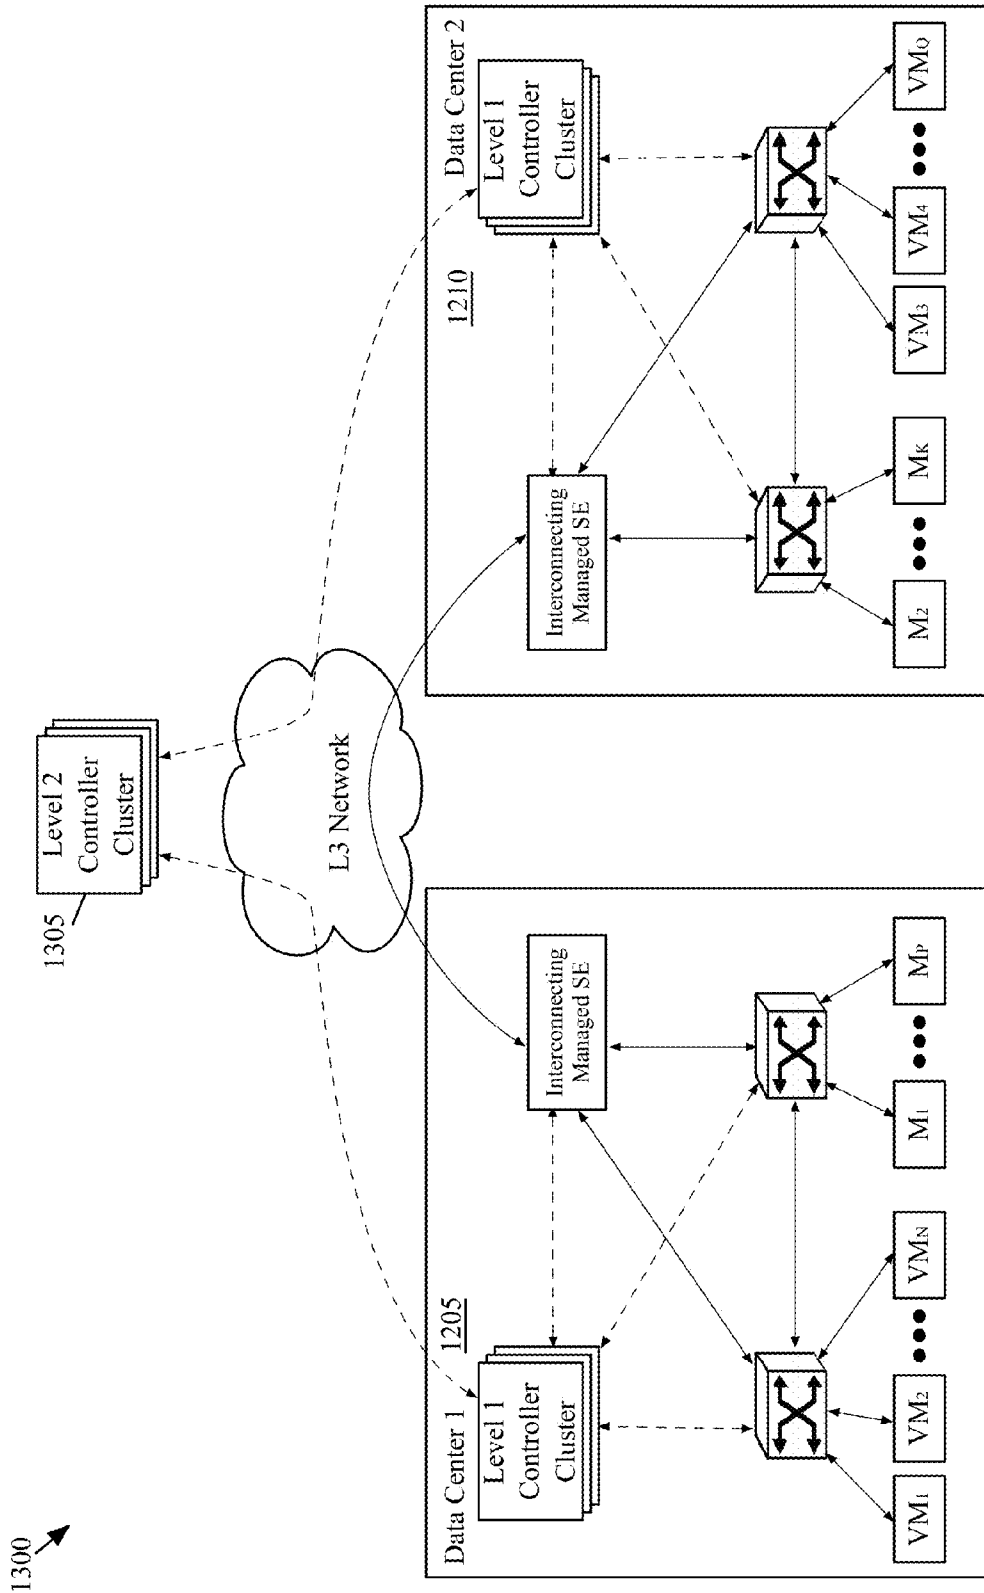 1300
1305
Level 2
Controller
Cluster
L3 Network
Data Center 1
1205
Level 1
Controller
Cluster
Interconnecting
Managed SE
VM1
VM2
VMN
M1
MP
Data Center 2
1210
Level 1
Controller
Cluster
Interconnecting
Managed SE
M2
MK
VM3
VM4
VMQ